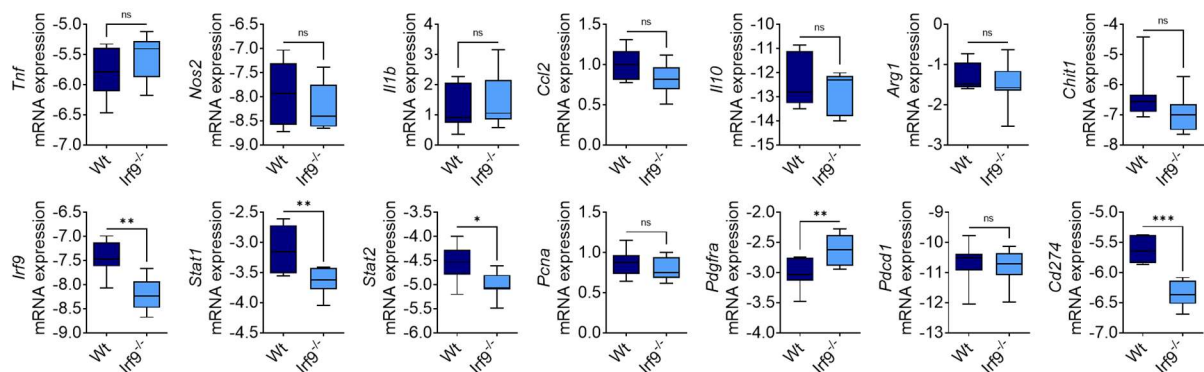 Tnf
mRNA expression
-5.0
-5.5
-6.0
-6.5
-7.0
ns
Wt
Irf9-/-
Nos2
mRNA expression
-6.5
-7.0
-7.5
-8.0
-8.5
-9.0
ns
Wt
Irf9-/-
Il1b
mRNA expression
4
3
2
1
0
ns
Wt
Irf9-/-
Ccl2
mRNA expression
1.5
1.0
0.5
0.0
ns
Wt
Irf9-/-
Il10
mRNA expression
-10
-11
-12
-13
-14
-15
ns
Wt
Irf9-/-
Arg1
mRNA expression
0
-1
-2
-3
ns
Wt
Irf9-/-
Chit1
mRNA expression
-4
-5
-6
-7
-8
ns
Wt
Irf9-/-
Irf9
mRNA expression
-6.5
-7.0
-7.5
-8.0
-8.5
-9.0
**
Wt
Irf9-/-
Stat1
mRNA expression
-2.5
-3.0
-3.5
-4.0
-4.5
**
Wt
Irf9-/-
Stat2
mRNA expression
-3.5
-4.0
-4.5
-5.0
-5.5
-6.0
*
Wt
Irf9-/-
Pcna
mRNA expression
1.5
1.0
0.5
0.0
ns
Wt
Irf9-/-
Pdgfra
mRNA expression
-2.0
-2.5
-3.0
-3.5
-4.0
**
Wt
Irf9-/-
Pdcd1
mRNA expression
-9
-10
-11
-12
-13
ns
Wt
Irf9-/-
Cd274
mRNA expression
-5.0
-5.5
-6.0
-6.5
-7.0
***
Wt
Irf9-/-